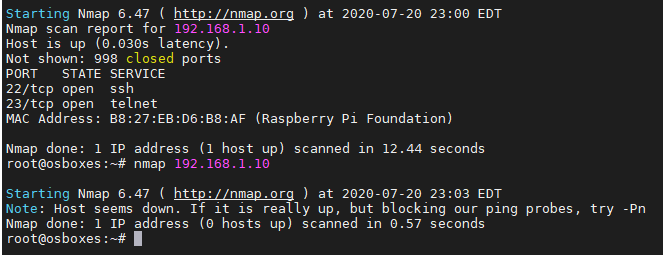 Starting Nmap 6.47 ( http://nmap.org ) at 2020-07-20 23:00 EDT
Nmap scan report for 192.168.1.10
Host is up (0.030s latency).
Not shown: 998 closed ports
PORT   STATE SERVICE
22/tcp open  ssh
23/tcp open  telnet
MAC Address: B8:27:EB:D6:B8:AF (Raspberry Pi Foundation)
Nmap done: 1 IP address (1 host up) scanned in 12.44 seconds
root@osboxes:~# nmap 192.168.1.10
Starting Nmap 6.47 ( http://nmap.org ) at 2020-07-20 23:03 EDT
Note: Host seems down. If it is really up, but blocking our ping probes, try -Pn
Nmap done: 1 IP address (0 hosts up) scanned in 0.57 seconds
root@osboxes:~#